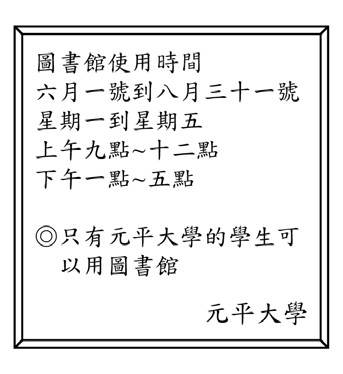 圖書館使用時間
六月一號到八月三十一號
星期一到星期五
上午九點~十二點
下午一點~五點
◎只有元平大學的學生可
以用圖書館
元平大學